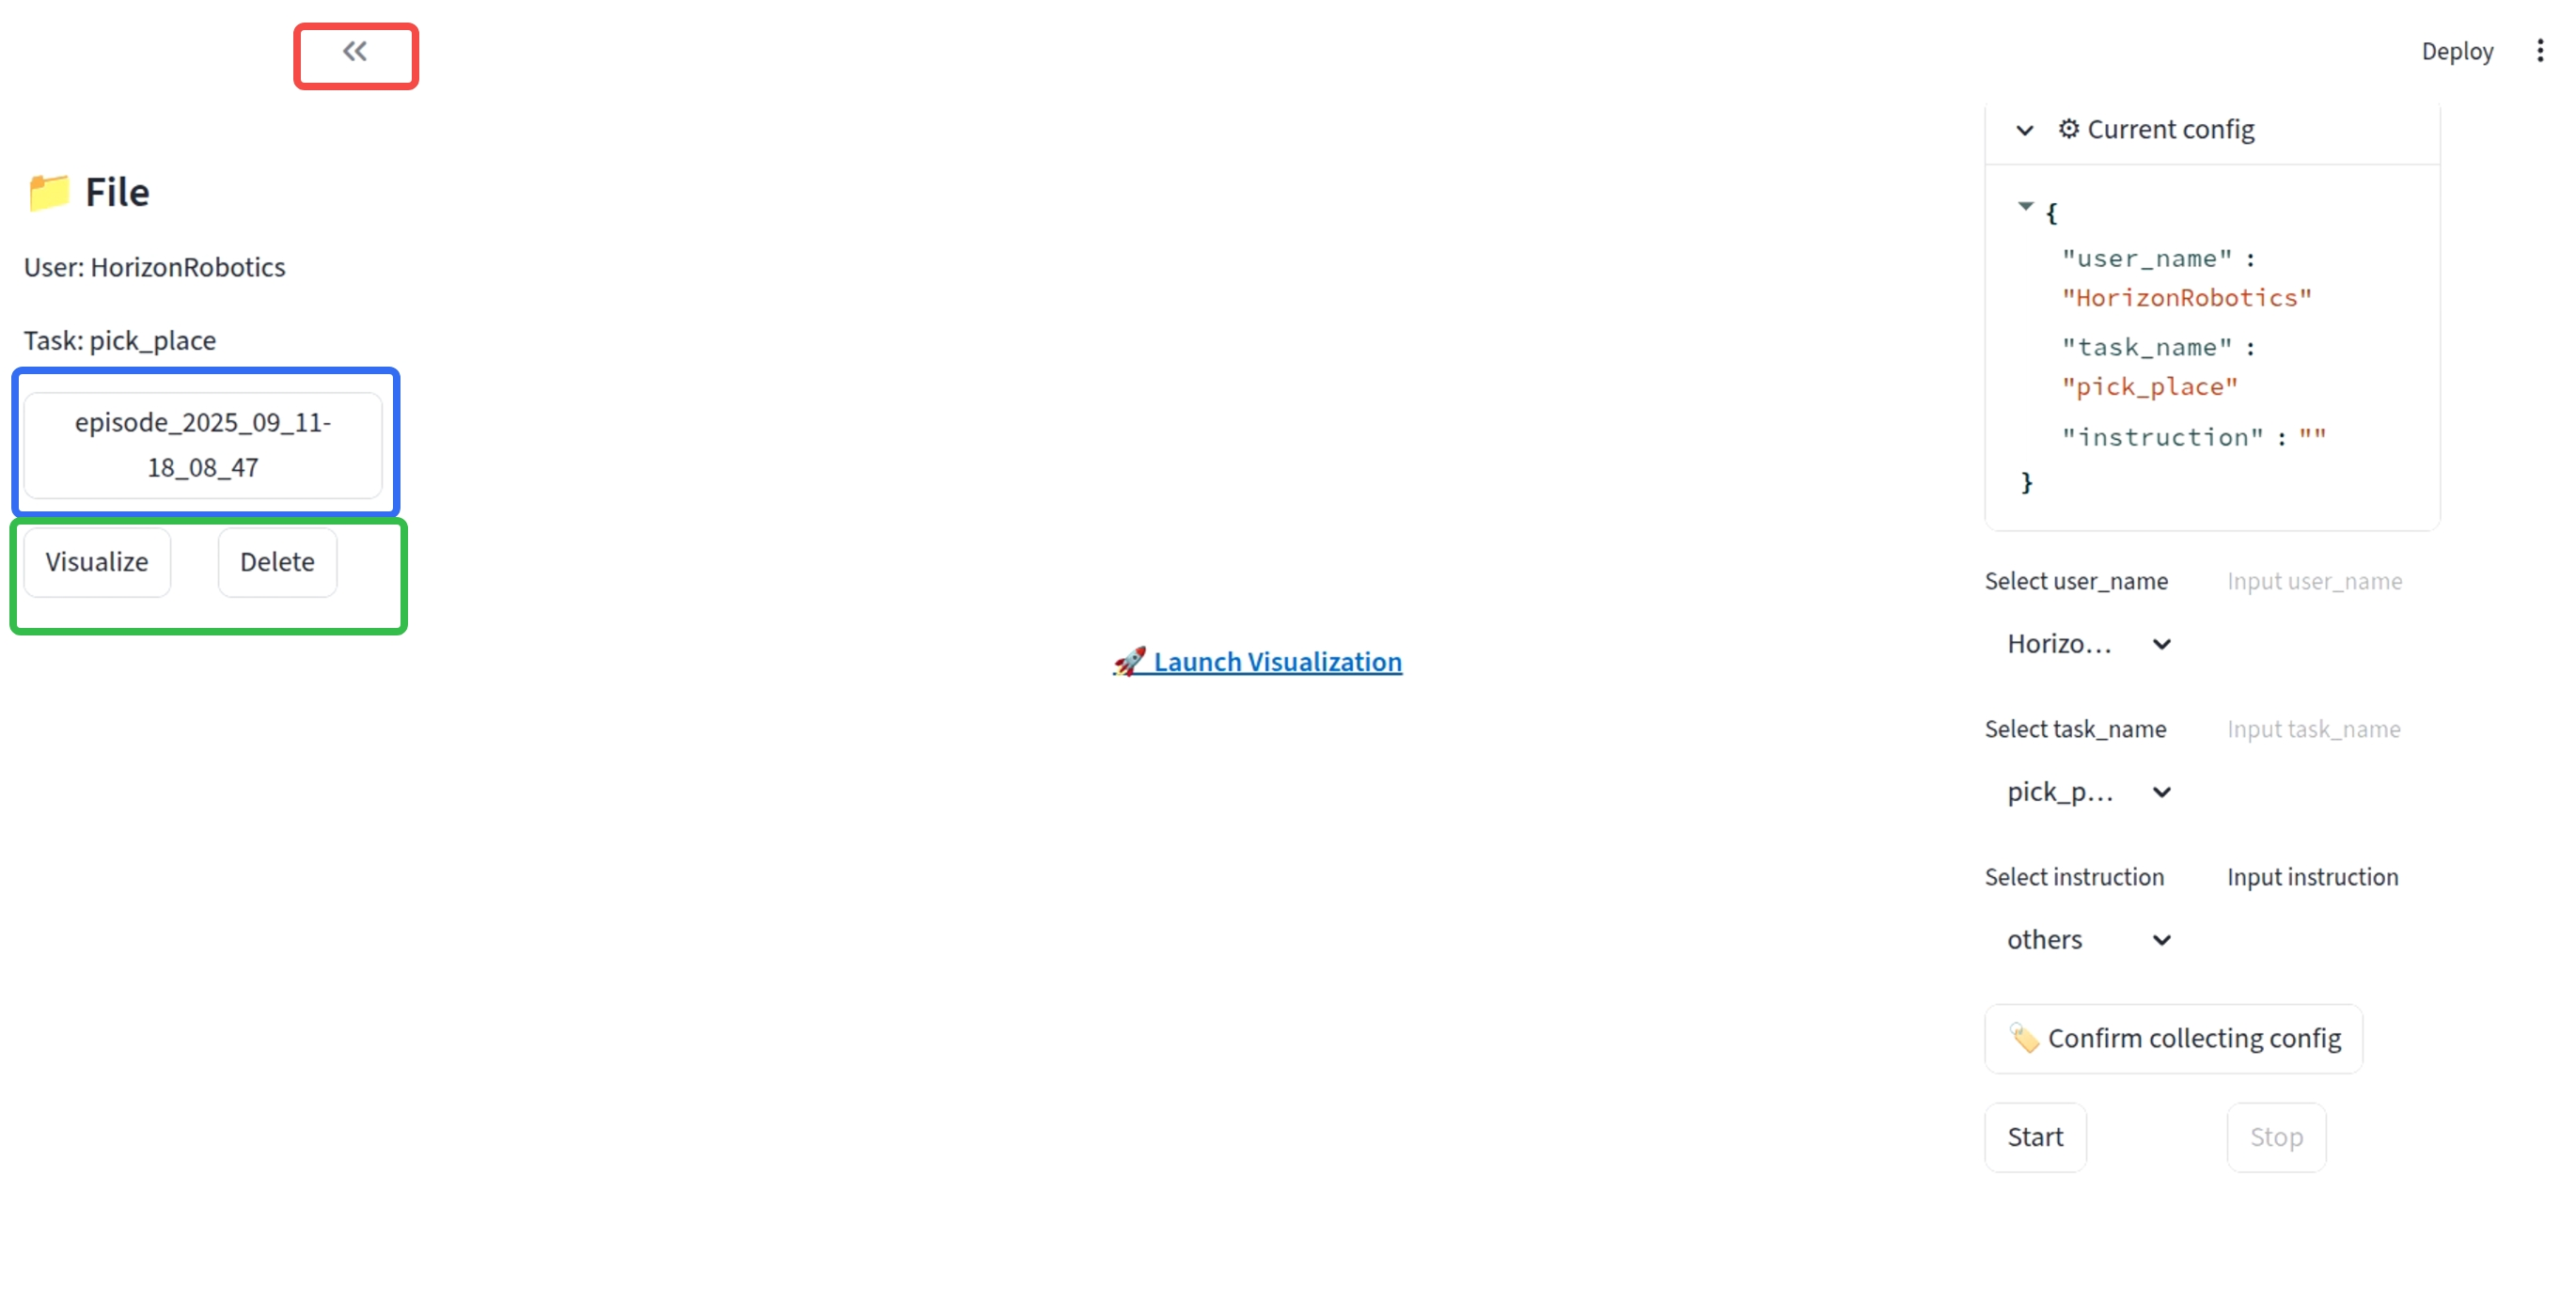 Deploy
File
User: HorizonRobotics
Task: pick_place
episode_2025_09_11-
18_08_47
Visualize Delete
Launch Visualization
Current config
{
"user_name" :
"HorizonRobotics"
"task_name" :
"pick_place"
"instruction" : ""
}
Select user_name Input user_name
Horizo...
Select task_name Input task_name
pick_p...
Select instruction Input instruction
others
Confirm collecting config
Start Stop